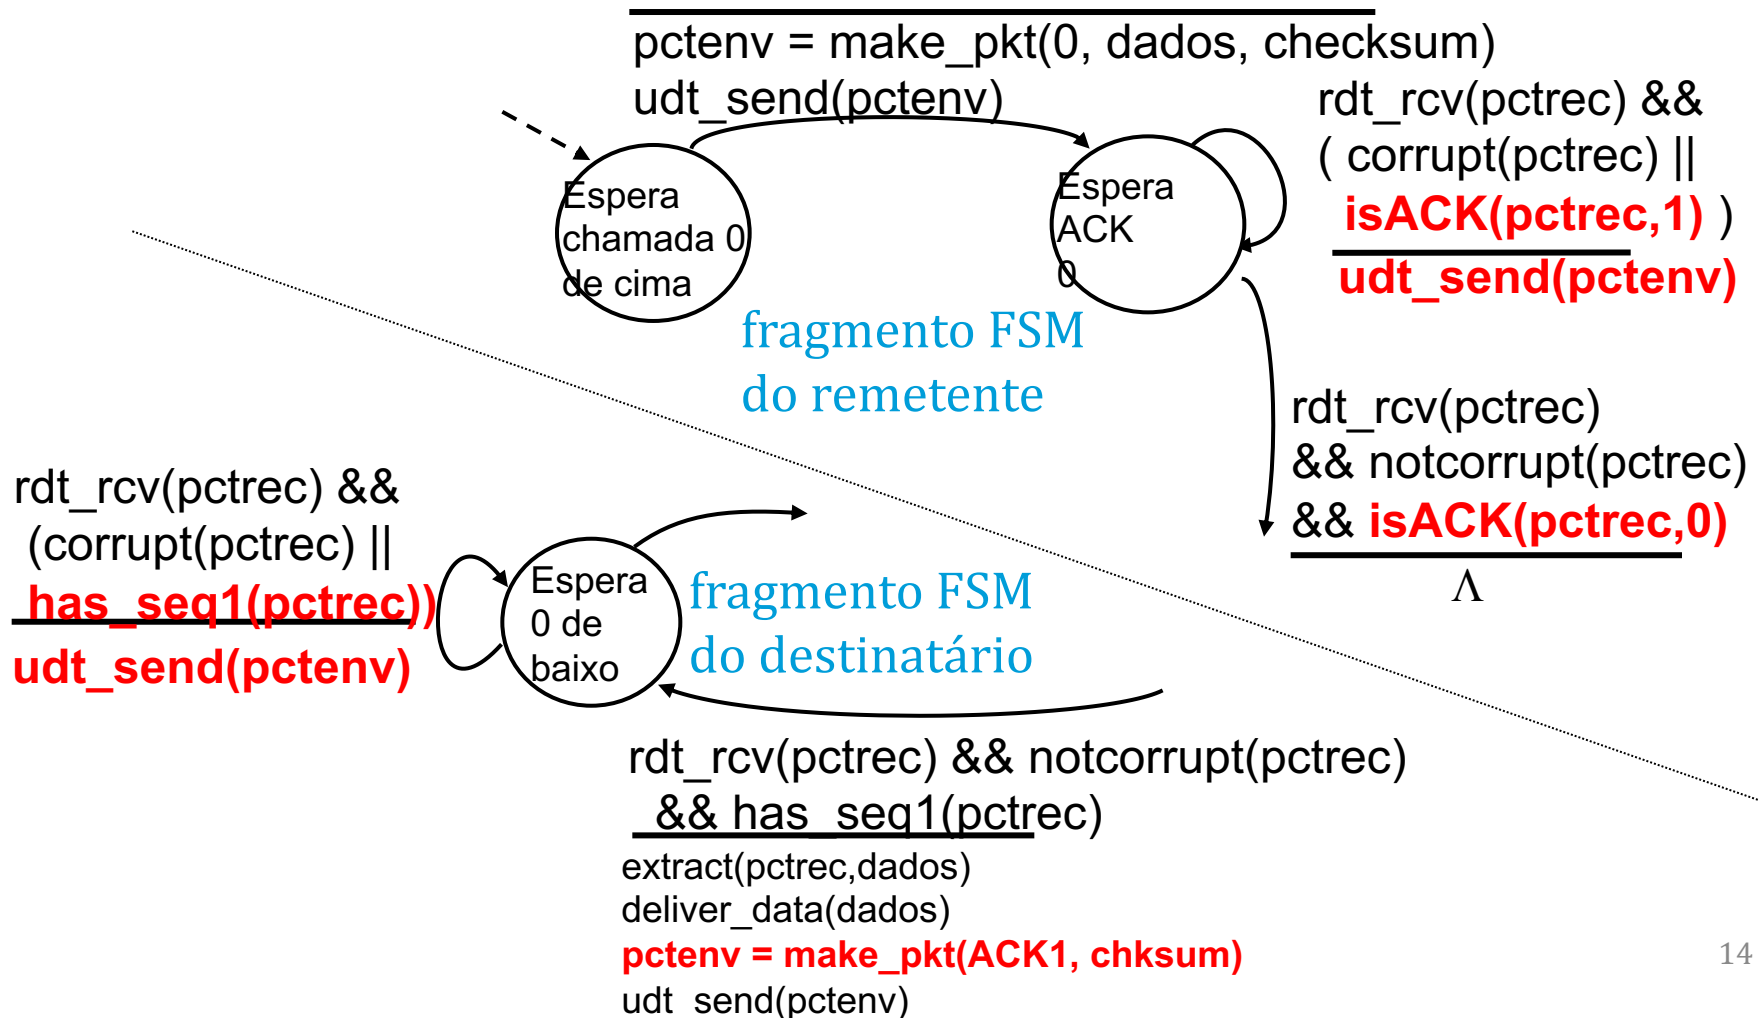 pctenv = make_pkt(0, dados, checksum)
udt_send(pctenv)
rdt_rcv(pctrec) &&
( corrupt(pctrec) ||
isACK(pctrec,1) )
udt_send(pctenv)
Espera
chamada 0
de cima
Espera
ACK
0
fragmento FSM
do remetente
rdt_rcv(pctrec)
&& notcorrupt(pctrec)
&& isACK(pctrec,0)
Λ
rdt_rcv(pctrec) &&
(corrupt(pctrec) ||
has_seq1(pctrec))
udt_send(pctenv)
Espera
0 de
baixo
fragmento FSM
do destinatário
rdt_rcv(pctrec) && notcorrupt(pctrec)
&& has_seq1(pctrec)
extract(pctrec,dados)
deliver_data(dados)
pctenv = make_pkt(ACK1, chksum)
udt_send(pctenv)
14